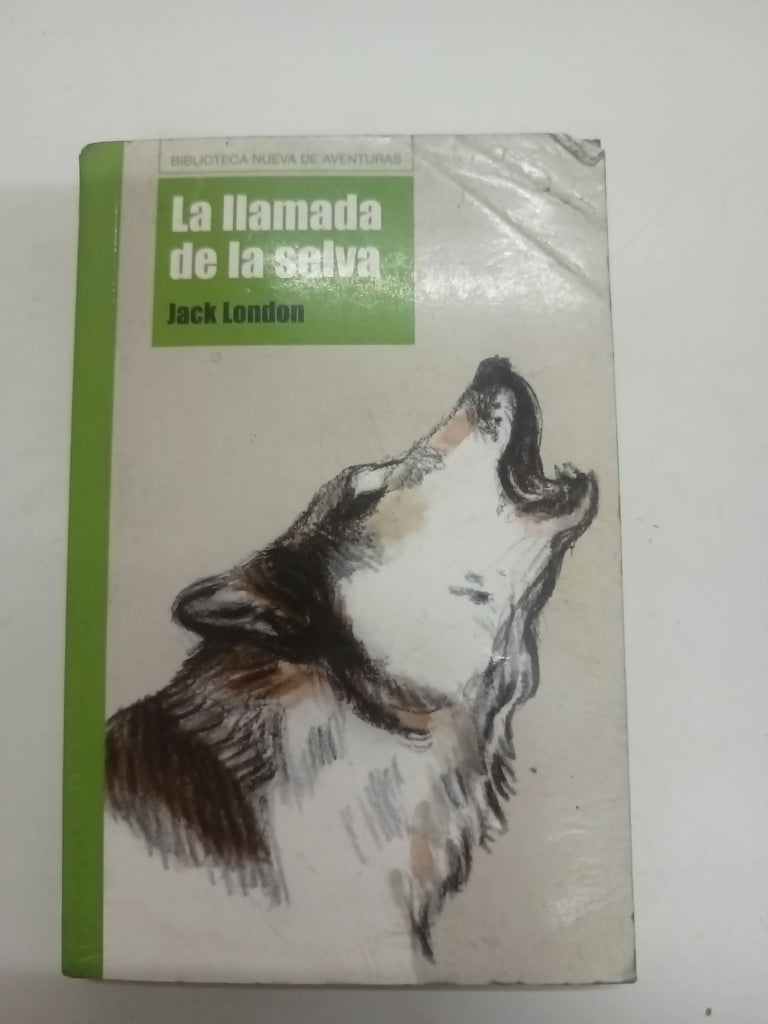 BIBLIOTECA NUEVA DE AVENTURAS
La llamada
de la selva
Jack London